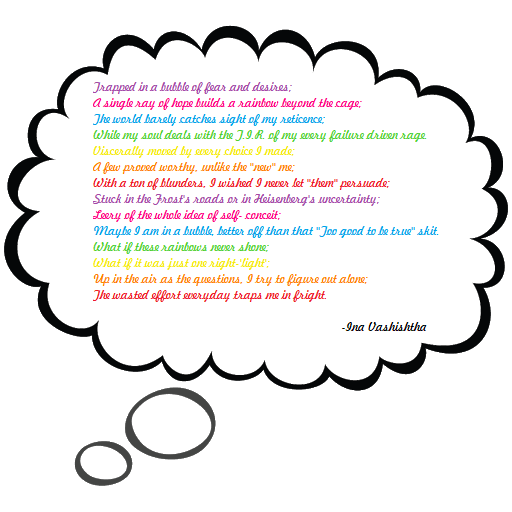 Trapped in a bubble of fear and desires;
A single ray of hope builds a rainbow beyond the cage;
The world barely catches sight of my reticence;
While my soul deals with the T.I.R. of my every failure driven rage.
Viscerally moved by every choice I made;
A few proved worthy, unlike the "new" me;
With a ton of blunders, I wished I never let "them" persuade;
Stuck in the Frost's roads or in Heisenberg's uncertainty;
Leery of the whole idea of self- conceit;
Maybe I am in a bubble, better off than that "Too good to be true" skit.
What if these rainbows never shone;
What if it was just one right-'light';
Up in the air as the questions, I try to figure out alone;
The wasted effort everyday traps me in fright.
-Ina Vashishtha